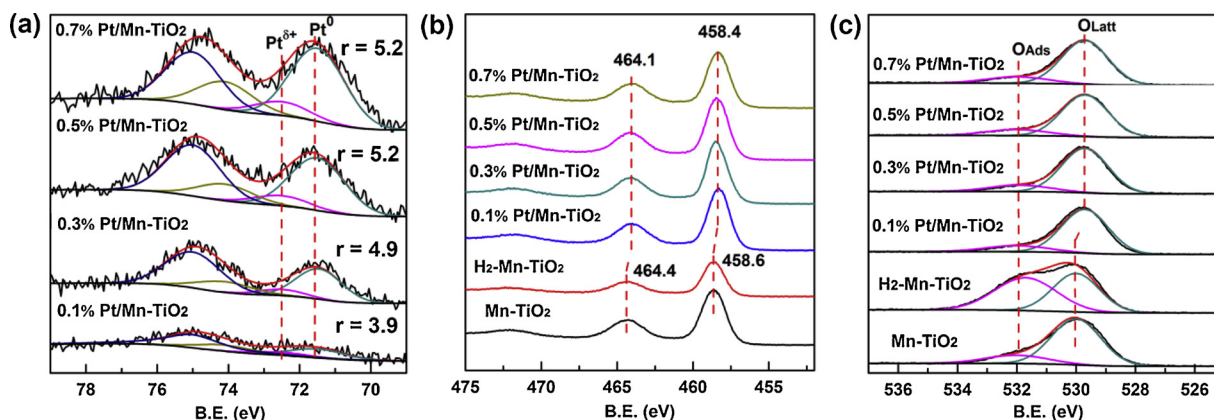 (a)
0.7% Pt/Mn-TiO₂
Pt^δ+
Pt^0
r = 5.2
0.5% Pt/Mn-TiO₂
r = 5.2
0.3% Pt/Mn-TiO₂
r = 4.9
0.1% Pt/Mn-TiO₂
r = 3.9
78 76 74 72 70
B.E. (eV)
(b)
458.4
464.1
0.7% Pt/Mn-TiO₂
0.5% Pt/Mn-TiO₂
0.3% Pt/Mn-TiO₂
0.1% Pt/Mn-TiO₂
H₂-Mn-TiO₂
464.4
458.6
Mn-TiO₂
475 470 465 460 455
B.E. (eV)
(c)
OLatt
OAds
0.7% Pt/Mn-TiO₂
0.5% Pt/Mn-TiO₂
0.3% Pt/Mn-TiO₂
0.1% Pt/Mn-TiO₂
H₂-Mn-TiO₂
Mn-TiO₂
536 534 532 530 528 526
B.E. (eV)